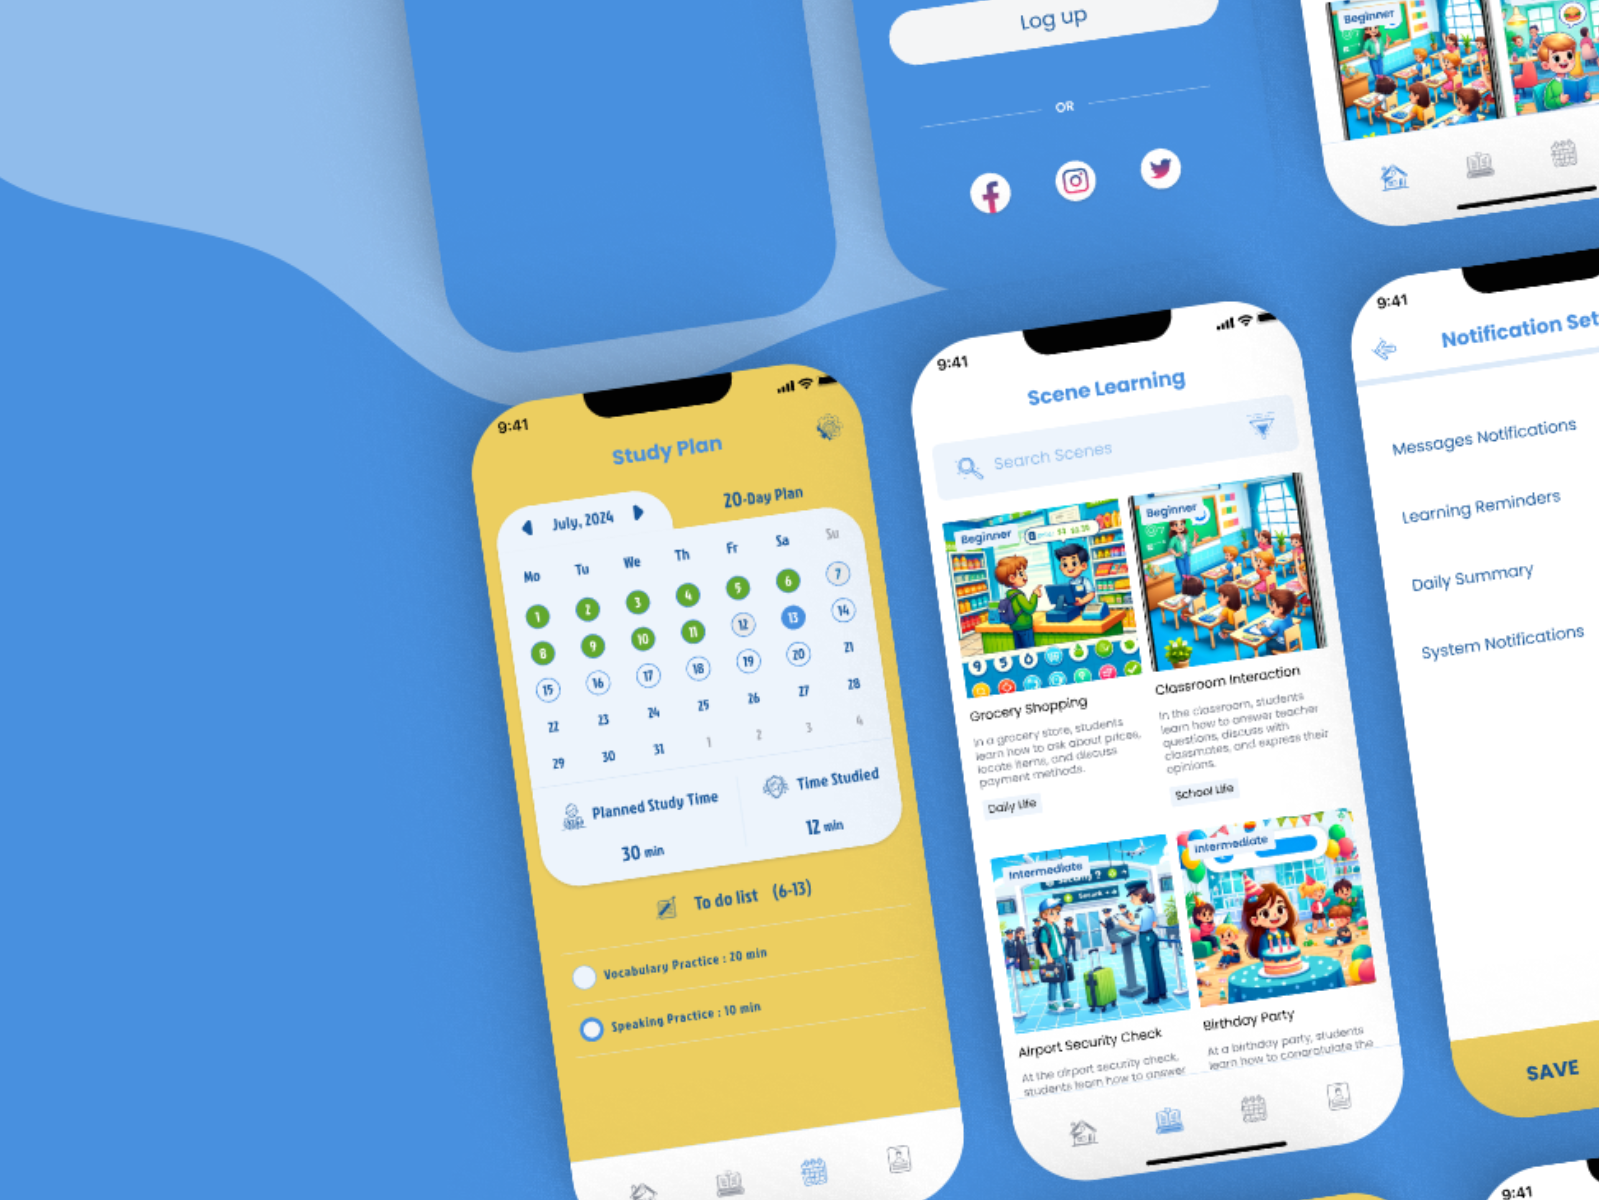 Log up
OR
Beginner
9:41
Study Plan
20-Day Plan
July, 2024
Mo Tu We Th Fr Sa Su
1 2 3 4 5 6 7
8 9 10 11 12 13 14
15 16 17 18 19 20 21
22 23 24 25 26 27 28
29 30 31 1 2 3 4
Planned Study Time
30 min
Time Studied
12 min
To do list (6-13)
Vocabulary Practice : 20 min
Speaking Practice : 10 min
9:41
Scene Learning
Search Scenes
Beginner
9 5 6
Grocery Shopping
In a grocery store, students
learn how to ask about prices,
locate items, and discuss
payment methods.
Daily Life
Beginner
Classroom Interaction
In the classroom, students
learn how to answer teacher
questions, discuss with
classmates, and express their
opinions.
School Life
Intermediate
Airport Security Check
At the airport security check,
students learn how to answer
Intermediate
Birthday Party
At a birthday party, students
learn how to congratulate the
9:41
Notification Set
Messages Notifications
Learning Reminders
Daily Summary
System Notifications
SAVE
9:41